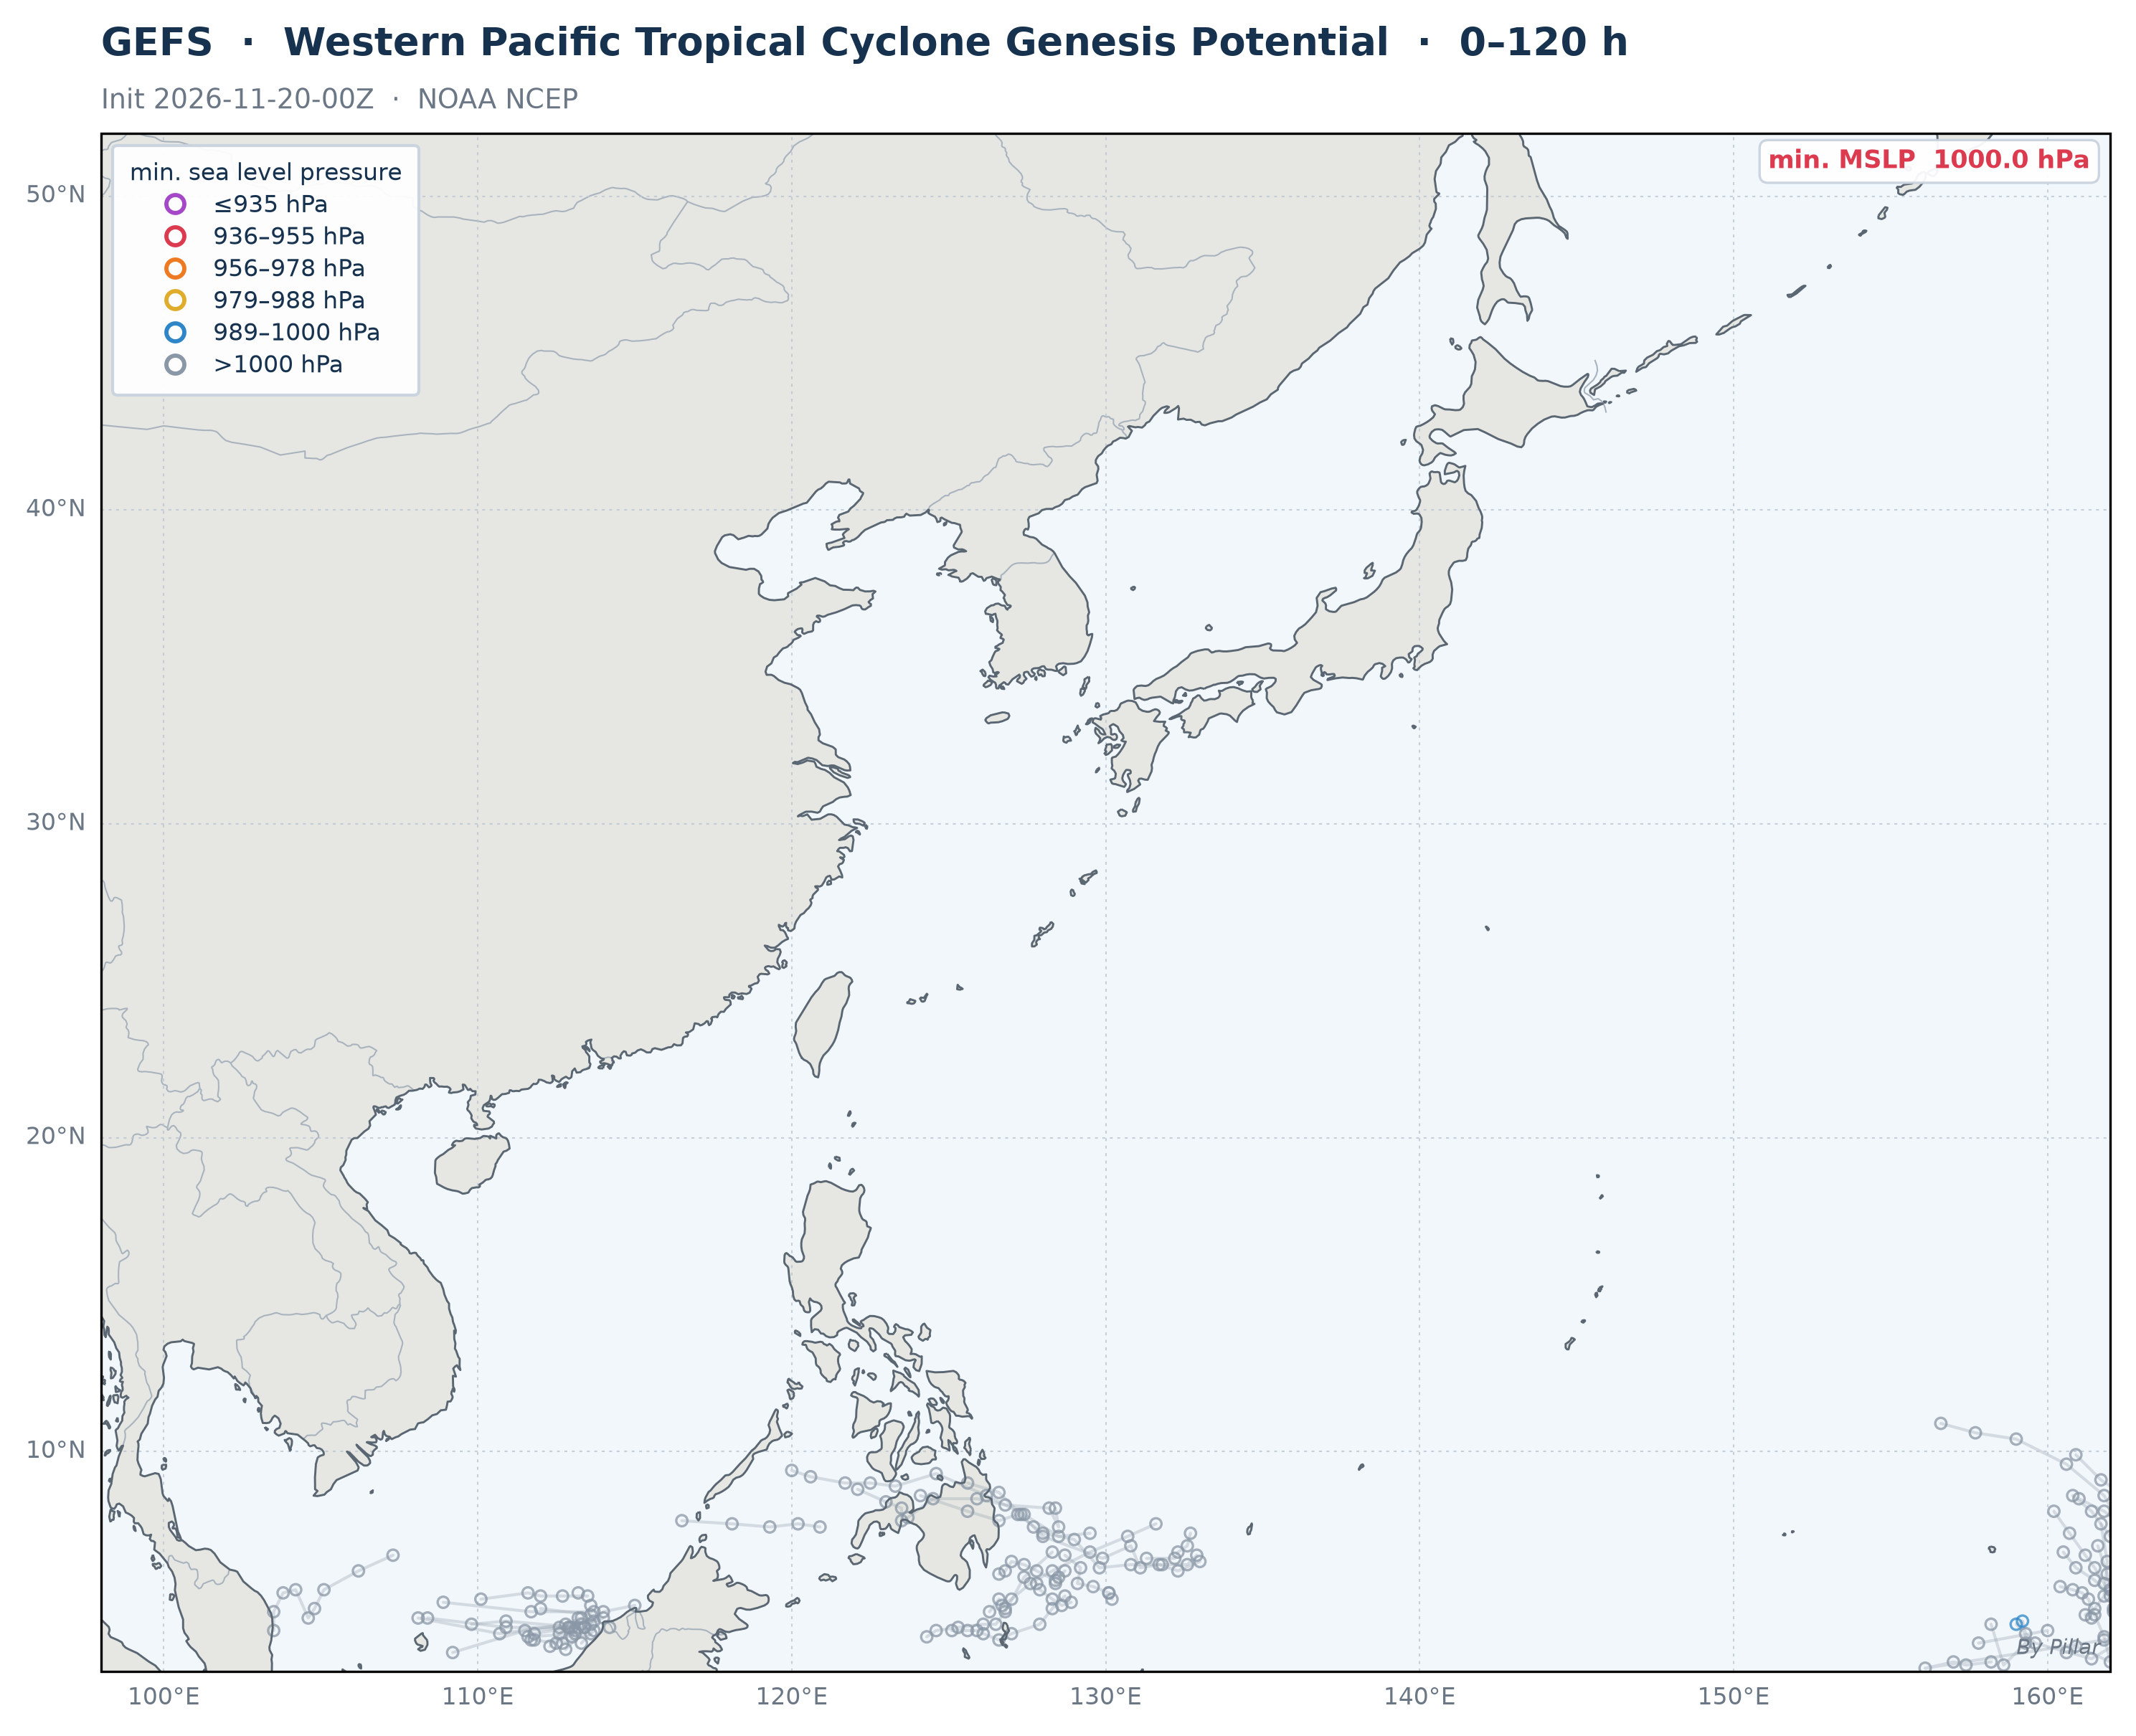 GEFS · Western Pacific Tropical Cyclone Genesis Potential · 0–120 h
Init 2026-11-20-00Z · NOAA NCEP
min. sea level pressure
≤935 hPa
936–955 hPa
956–978 hPa
979–988 hPa
989–1000 hPa
>1000 hPa
min. MSLP 1000.0 hPa
50°N
40°N
30°N
20°N
10°N
By Pillar
100°E
110°E
120°E
130°E
140°E
150°E
160°E